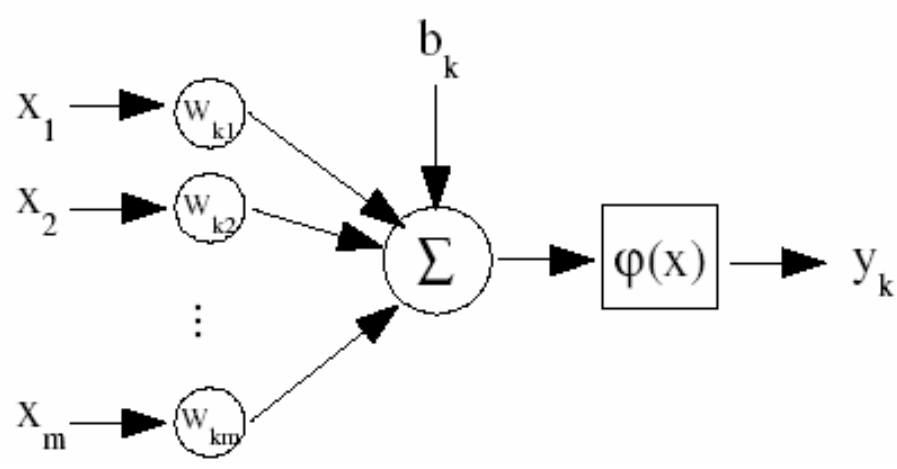 b_k
x_1
w_k1
x_2
w_k2
Σ
φ(x)
y_k
⋮
x_m
w_km